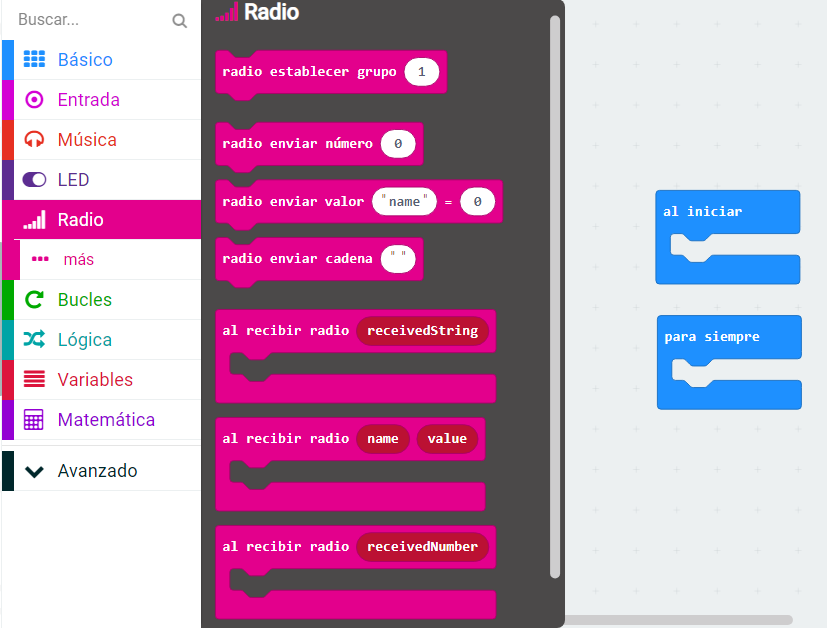 Buscar...
Básico
Entrada
Música
LED
Radio
más
Bucles
Lógica
Variables
Matemática
Avanzado
Radio
radio establecer grupo 1
radio enviar número 0
radio enviar valor "name" = 0
radio enviar cadena " "
al recibir radio receivedString
al recibir radio name value
al recibir radio receivedNumber
al iniciar
para siempre